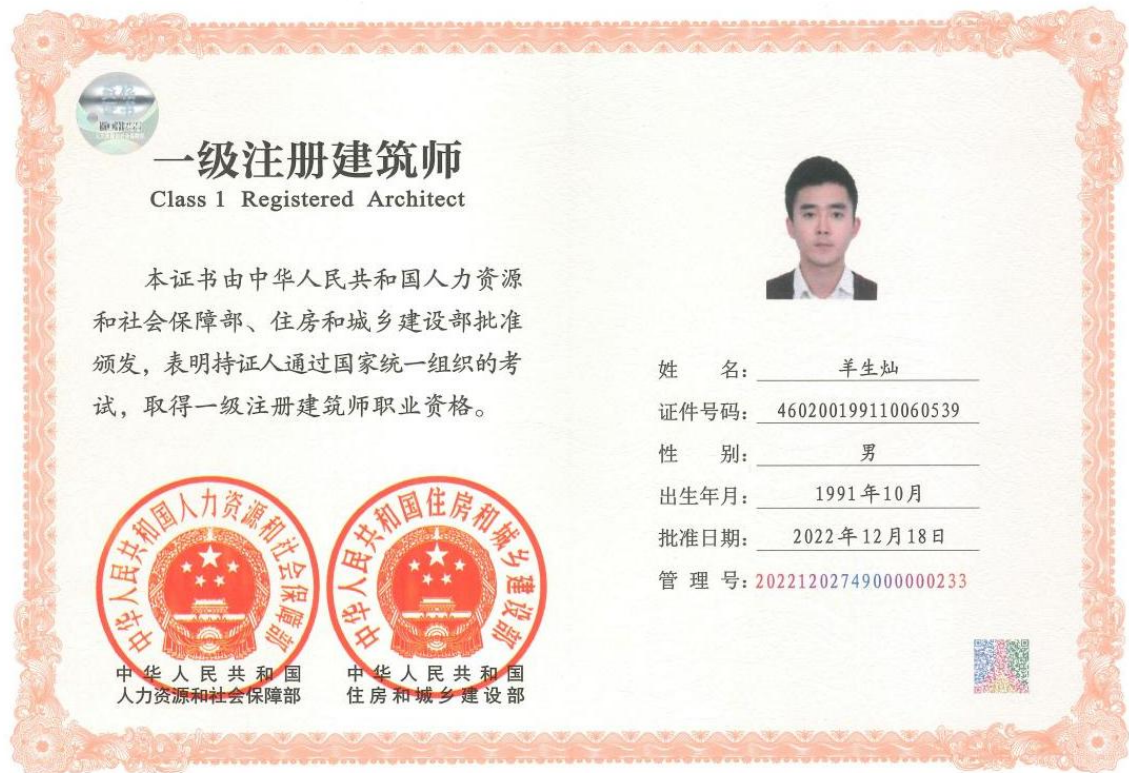 一级注册建筑师
Class 1 Registered Architect
本证书由中华人民共和国人力资源
和社会保障部、住房和城乡建设部批准
颁发，表明持证人通过国家统一组织的考
试，取得一级注册建筑师职业资格。
中华人民共和国人力资源和社会保障部
中华人民共和国
人力资源和社会保障部
中华人民共和国住房和城乡建设部
中华人民共和国
住房和城乡建设部
姓 名：羊生灿
证件号码：460200199110060539
性 别：男
出生年月：1991年10月
批准日期：2022年12月18日
管 理 号：20221202749000000233